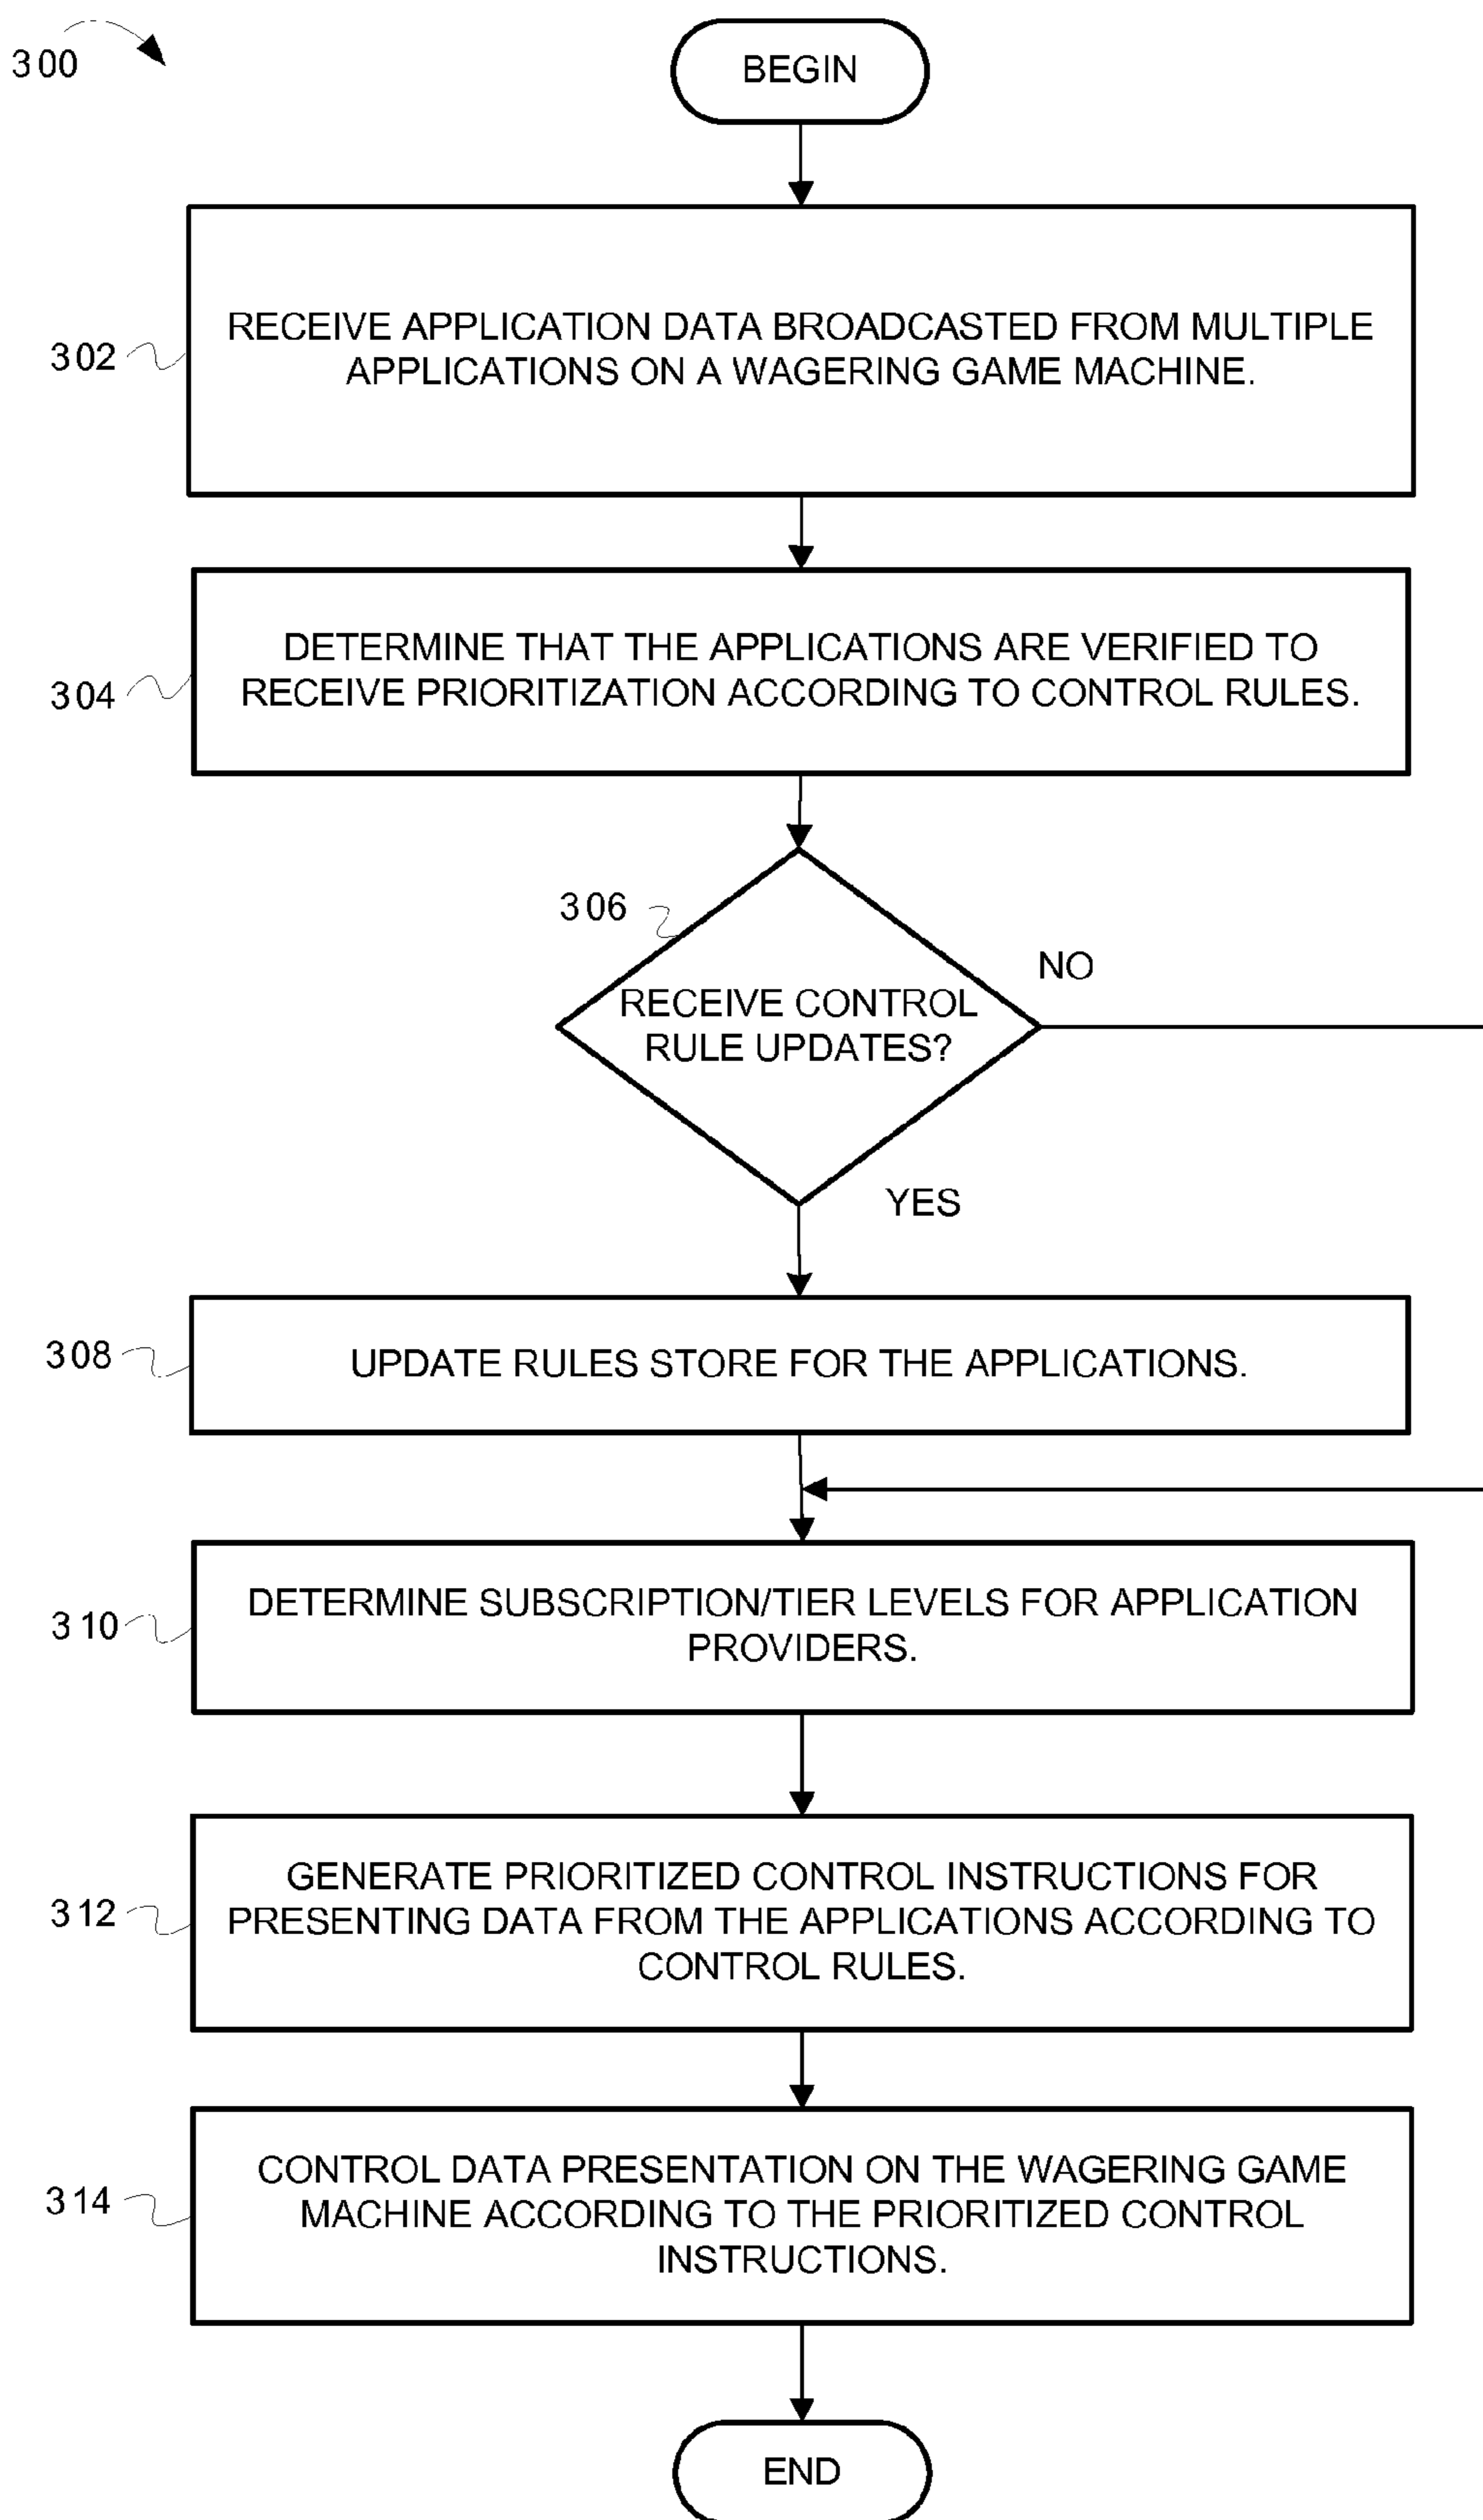 300
BEGIN
302
RECEIVE APPLICATION DATA BROADCASTED FROM MULTIPLE
APPLICATIONS ON A WAGERING GAME MACHINE.
304
DETERMINE THAT THE APPLICATIONS ARE VERIFIED TO
RECEIVE PRIORITIZATION ACCORDING TO CONTROL RULES.
306
NO
RECEIVE CONTROL
RULE UPDATES?
YES
308
UPDATE RULES STORE FOR THE APPLICATIONS.
310
DETERMINE SUBSCRIPTION/TIER LEVELS FOR APPLICATION
PROVIDERS.
312
GENERATE PRIORITIZED CONTROL INSTRUCTIONS FOR
PRESENTING DATA FROM THE APPLICATIONS ACCORDING TO
CONTROL RULES.
314
CONTROL DATA PRESENTATION ON THE WAGERING GAME
MACHINE ACCORDING TO THE PRIORITIZED CONTROL
INSTRUCTIONS.
END